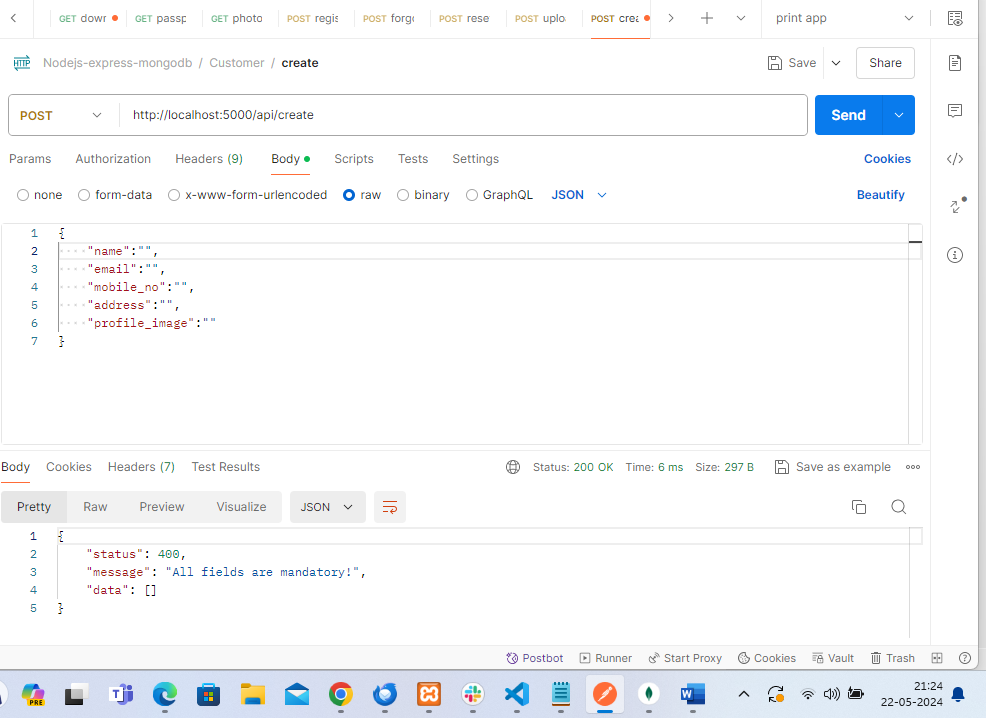 GET dowr GET passp GET photo POST regis POST forg POST rese POST uplo POST crea print app
HTTP Nodejs-express-mongodb / Customer / create Save Share
POST http://localhost:5000/api/create Send
Params Authorization Headers (9) Body Scripts Tests Settings Cookies
none form-data x-www-form-urlencoded raw binary GraphQL JSON Beautify
1 {
2 "name":"",
3 "email":"",
4 "mobile_no":"",
5 "address":"",
6 "profile_image":""
7 }
Body Cookies Headers (7) Test Results Status: 200 OK Time: 6 ms Size: 297 B Save as example
Pretty Raw Preview Visualize JSON
1 {
2 "status": 400,
3 "message": "All fields are mandatory!",
4 "data": []
5 }
Postbot Runner Start Proxy Cookies Vault Trash
PRE 21:24
22-05-2024